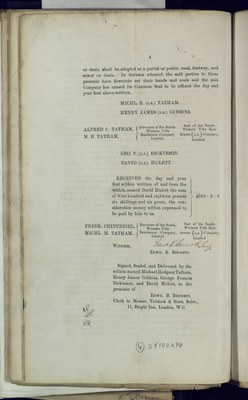 or drain shall be adopted as a parish or public road, footway, and
sewer or drain. In witness whereof, the said parties to these
presents have hereunto set their hands and seals and the said
Company has caused its Common Seal to be affixed the day and
year first above-written.
MICHL. H. (L.S.) TATHAM.
HENRY JAMES (L.S.) GIBBINS.
ALFRED C. TATHAM,
M. H. TATHAM.
Directors of the South-
Western Villa
Residences Company,
Limited
Seal of the South-
Western Villa Resi-
dences (L.S.) Company,
Limited
GEO. F. (L.S.) DICKINSON
DAVID (L.S.) HULETT
RECEIVED the day and year
first within written of and from the
within-named David Hulett the sum
of Nine hundred and eighteen pounds
six shillings and six pence, the con-
sideration money within expressed to
be paid by him to us.
£918 : 6 : 6
FREDK. CHIFFERIEL,
MICHL. H. TATHAM,
Directors of the South-
Western Villa
Residences Company,
Limited
Seal of the South-
Western Villa Resi-
dences (L.S.) Company,
Limited
WITNESS,
EDWD. H. BENNETT.
Signed, Sealed, and Delivered by the
within-named Michael Hodgson Tatham,
Henry James Gibbins, George Francis
Dickinson, and David Hulett, in the
presence of
EDWD. H. BENNETT,
Clerk to Messrs. TATHAM & SONS, Solrs.,
11, Staple Inn, London, W.C.